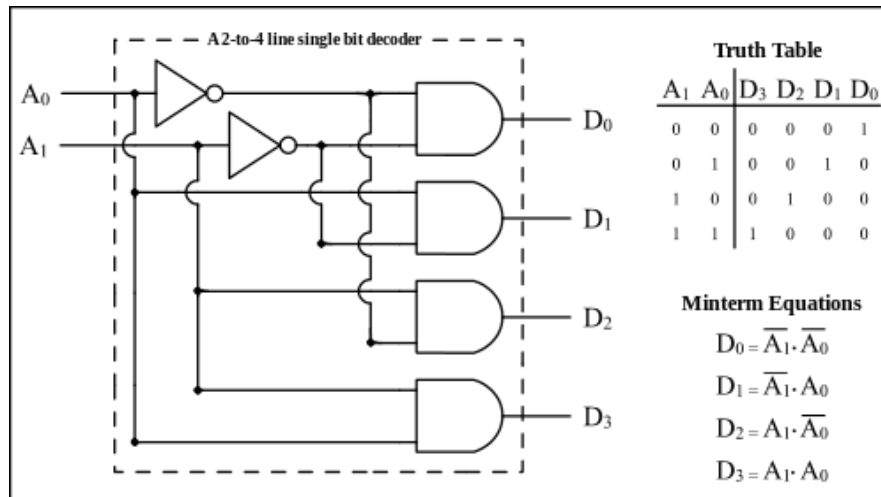 A 2-to-4 line single bit decoder
A₀
A₁
D₀
D₁
D₂
D₃
Truth Table
A₁ A₀ D₃ D₂ D₁ D₀
0 0 0 0 0 1
0 1 0 0 1 0
1 0 0 1 0 0
1 1 1 0 0 0
Minterm Equations
D₀ = A̅₁ · A̅₀
D₁ = A̅₁ · A₀
D₂ = A₁ · A̅₀
D₃ = A₁ · A₀